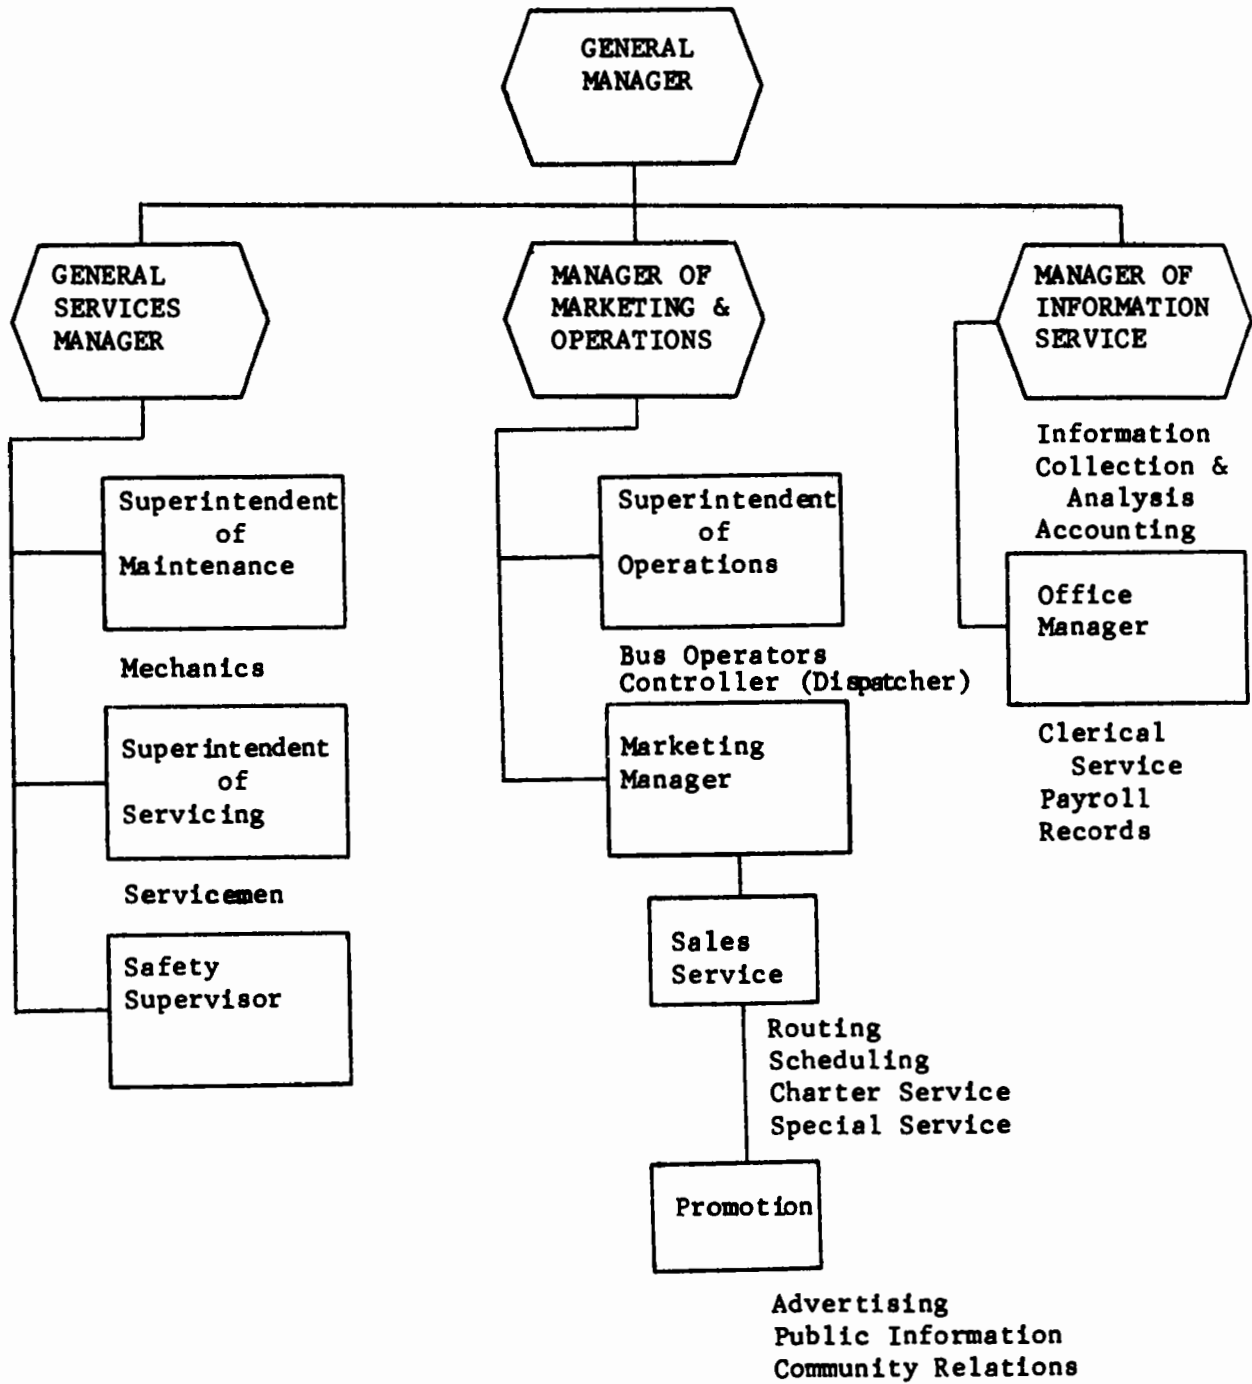 GENERAL
MANAGER
GENERAL
SERVICES
MANAGER
Superintendent
of
Maintenance
Mechanics
Superintendent
of
Servicing
Servicemen
Safety
Supervisor
MANAGER OF
MARKETING &
OPERATIONS
Superintendent
of
Operations
Bus Operators
Controller (Dispatcher)
Marketing
Manager
Sales
Service
Routing
Scheduling
Charter Service
Special Service
Promotion
Advertising
Public Information
Community Relations
MANAGER OF
INFORMATION
SERVICE
Information
Collection &
Analysis
Accounting
Office
Manager
Clerical
Service
Payroll
Records